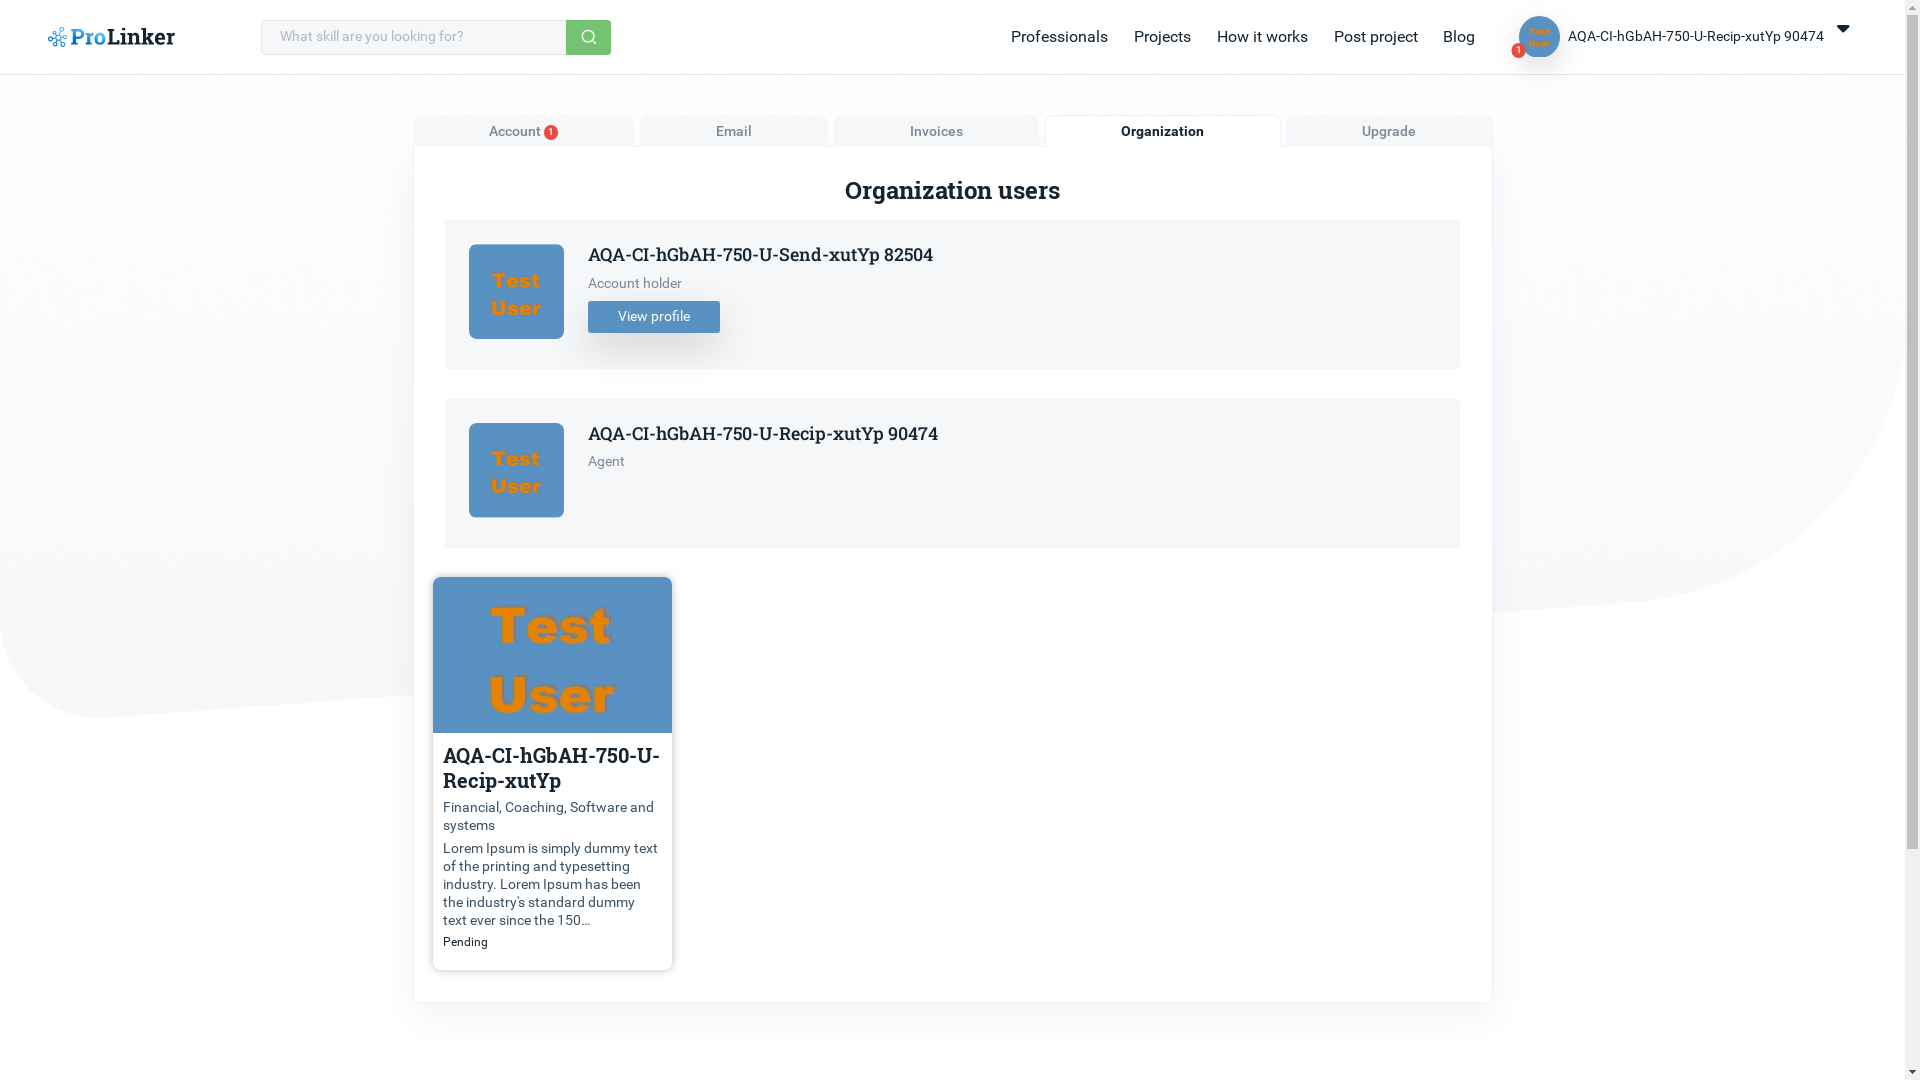 ProLinker
What skill are you looking for?
Professionals
Projects
How it works
Post project
Blog
Test
User
1
AQA-CI-hGbAH-750-U-Recip-xutYp 90474
Account 1
Email
Invoices
Organization
Upgrade
Organization users
Test
User
AQA-CI-hGbAH-750-U-Send-xutYp 82504
Account holder
View profile
Test
User
AQA-CI-hGbAH-750-U-Recip-xutYp 90474
Agent
Test
User
AQA-CI-hGbAH-750-U-
Recip-xutYp
Financial, Coaching, Software and
systems
Lorem Ipsum is simply dummy text
of the printing and typesetting
industry. Lorem Ipsum has been
the industry's standard dummy
text ever since the 150...
Pending